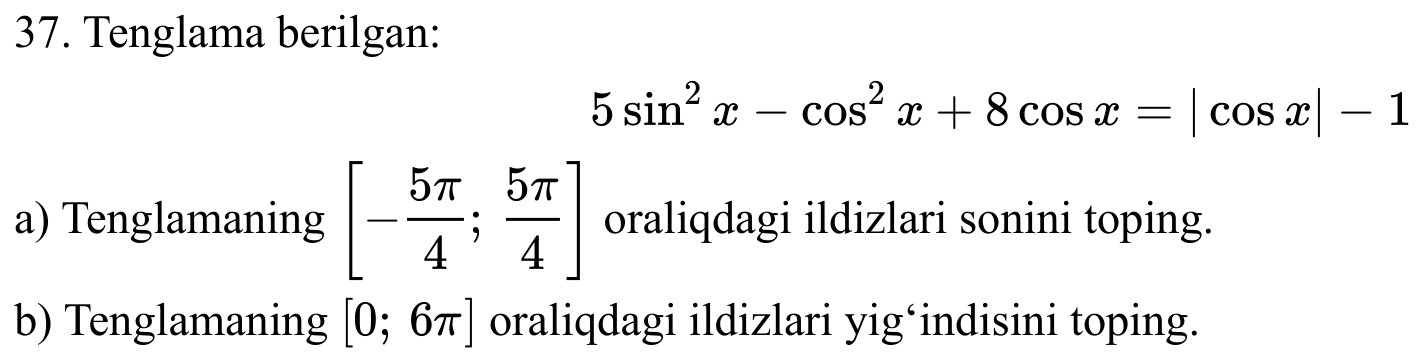 37. Tenglama berilgan:
5 sin² x − cos² x + 8 cos x = | cos x| − 1
a) Tenglamaning [−5π/4; 5π/4] oraliqdagi ildizlari sonini toping.
b) Tenglamaning [0; 6π] oraliqdagi ildizlari yig‘indisini toping.